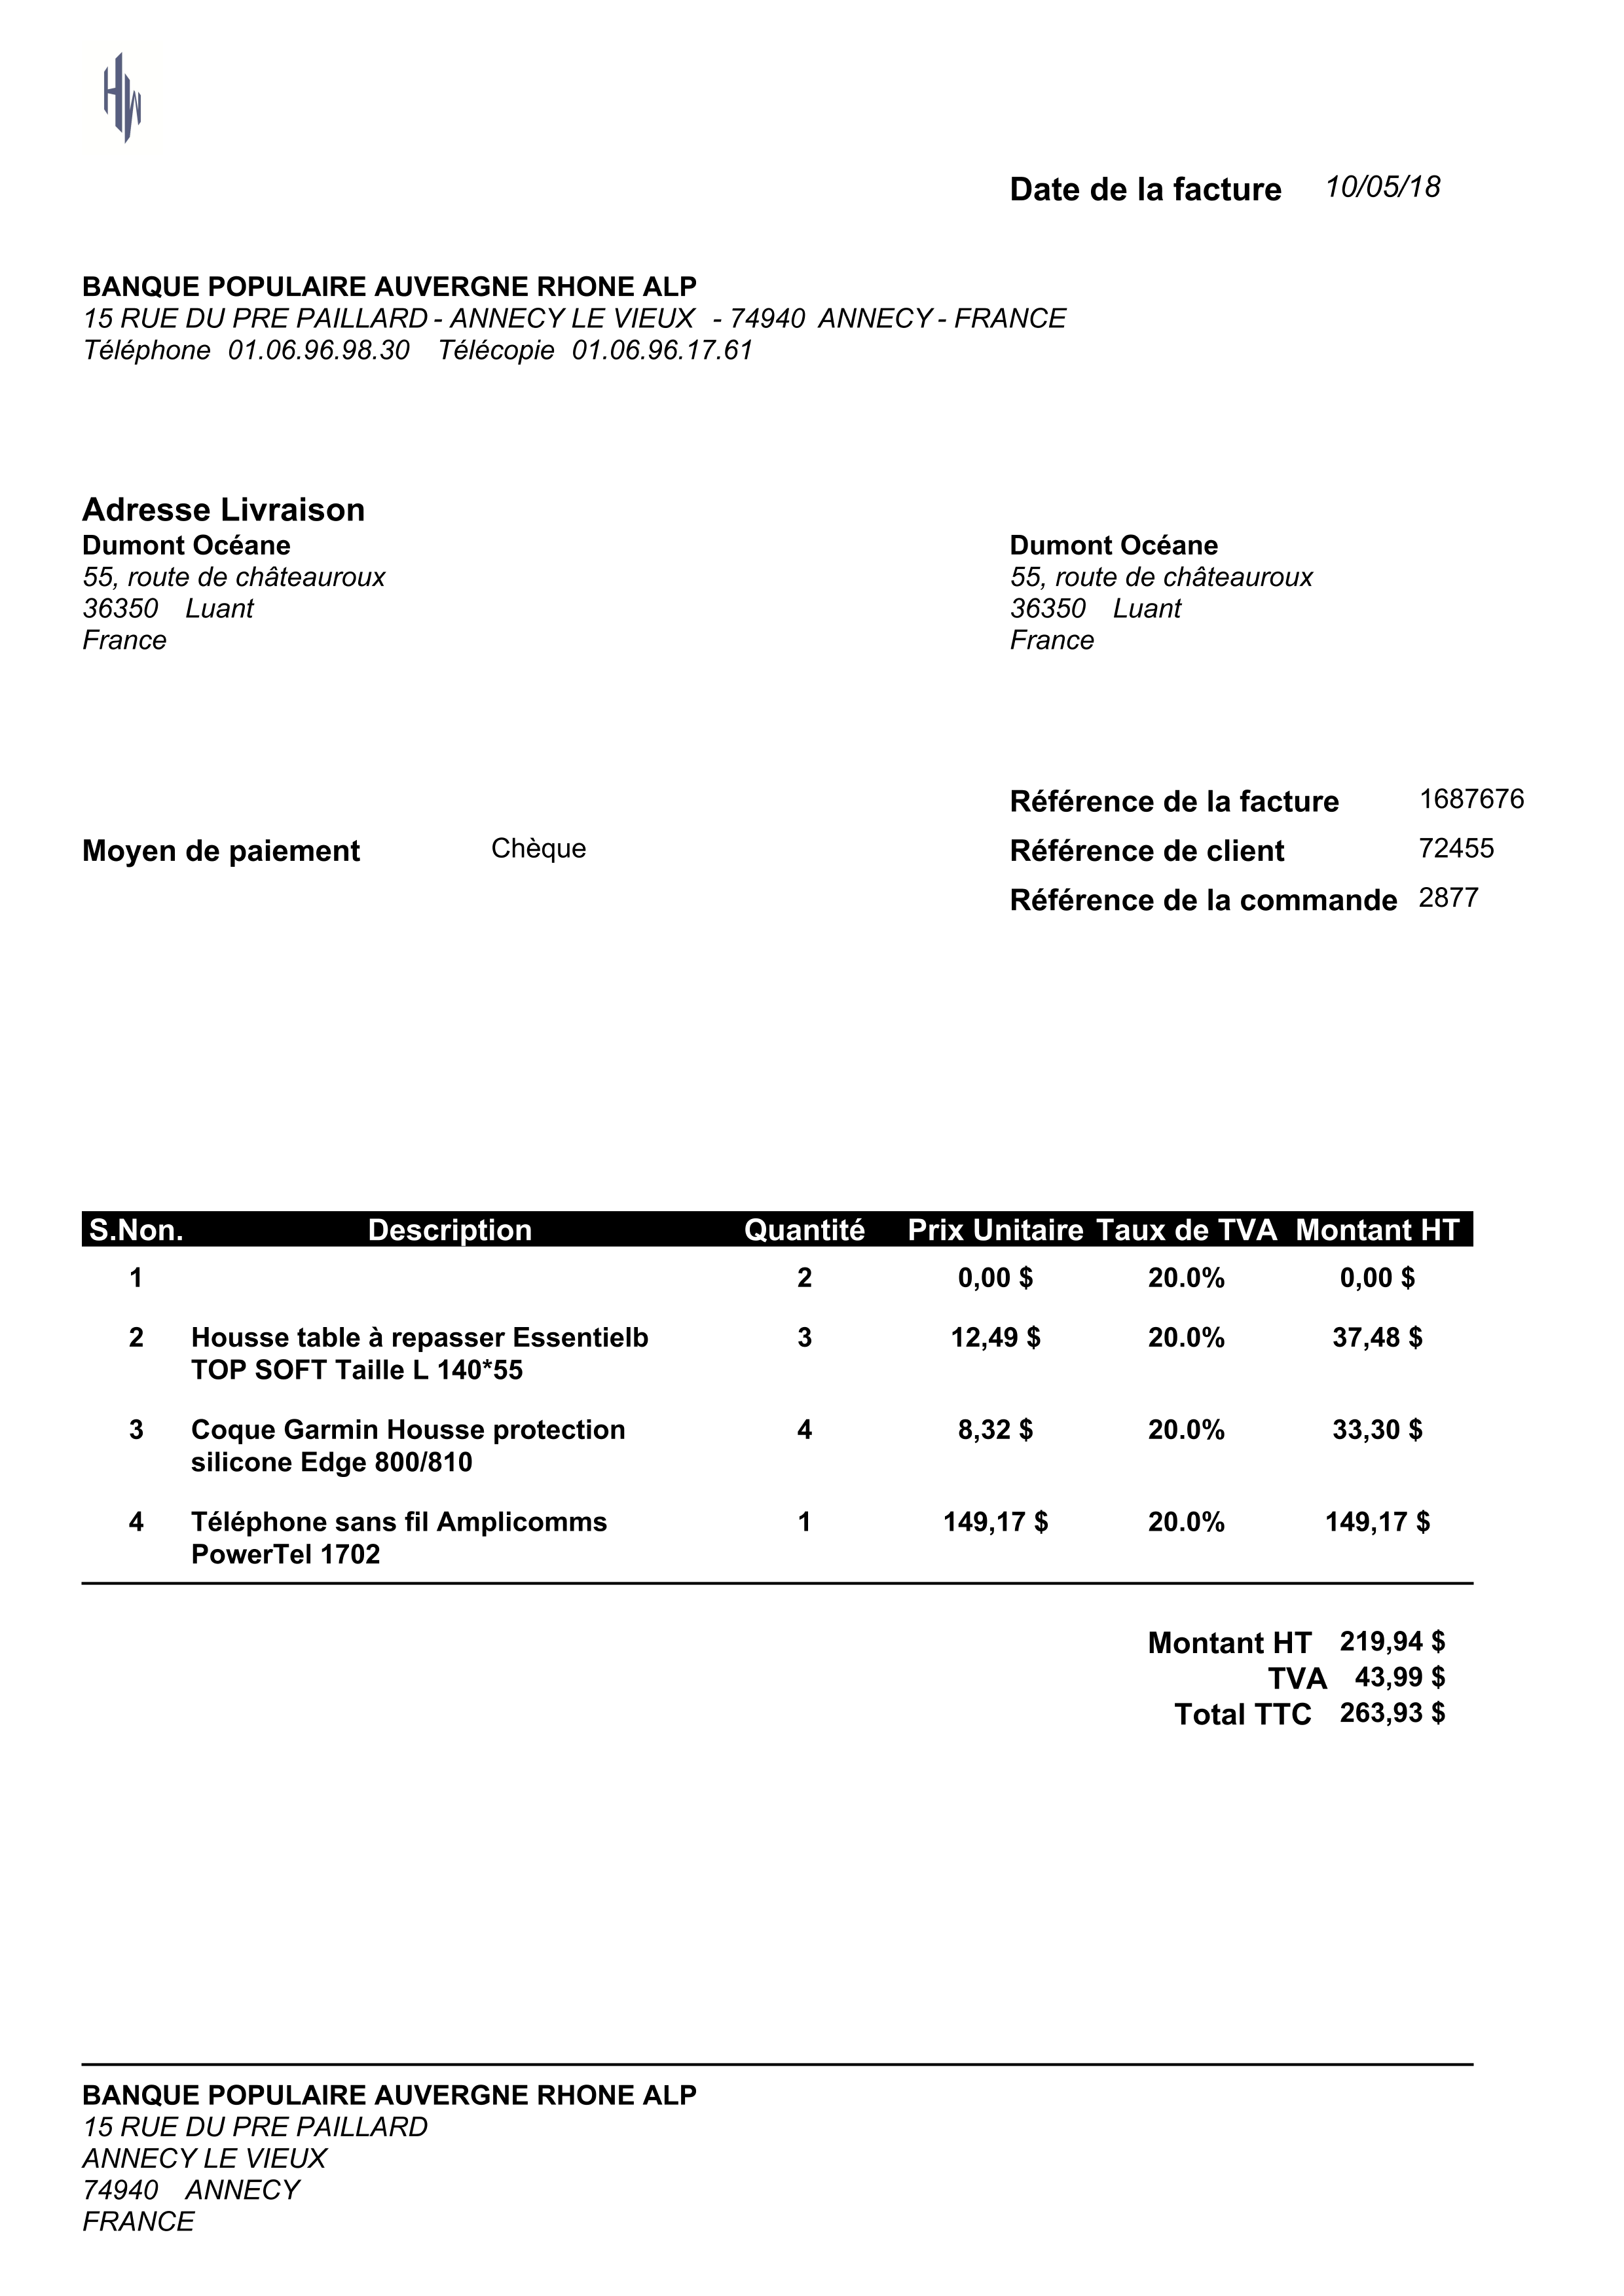 HW
Date de la facture 10/05/18
BANQUE POPULAIRE AUVERGNE RHONE ALP
15 RUE DU PRE PAILLARD - ANNECY LE VIEUX - 74940 ANNECY - FRANCE
Téléphone 01.06.96.98.30 Télécopie 01.06.96.17.61
Adresse Livraison
Dumont Océane
55, route de châteauroux
36350 Luant
France
Dumont Océane
55, route de châteauroux
36350 Luant
France
Moyen de paiement Chèque
Référence de la facture 1687676
Référence de client 72455
Référence de la commande 2877
S.Non. Description Quantité Prix Unitaire Taux de TVA Montant HT
1 2 0,00 $ 20.0% 0,00 $
2 Housse table à repasser Essentielb 3 12,49 $ 20.0% 37,48 $
TOP SOFT Taille L 140*55
3 Coque Garmin Housse protection 4 8,32 $ 20.0% 33,30 $
silicone Edge 800/810
4 Téléphone sans fil Amplicomms 1 149,17 $ 20.0% 149,17 $
PowerTel 1702
Montant HT 219,94 $
TVA 43,99 $
Total TTC 263,93 $
BANQUE POPULAIRE AUVERGNE RHONE ALP
15 RUE DU PRE PAILLARD
ANNECY LE VIEUX
74940 ANNECY
FRANCE